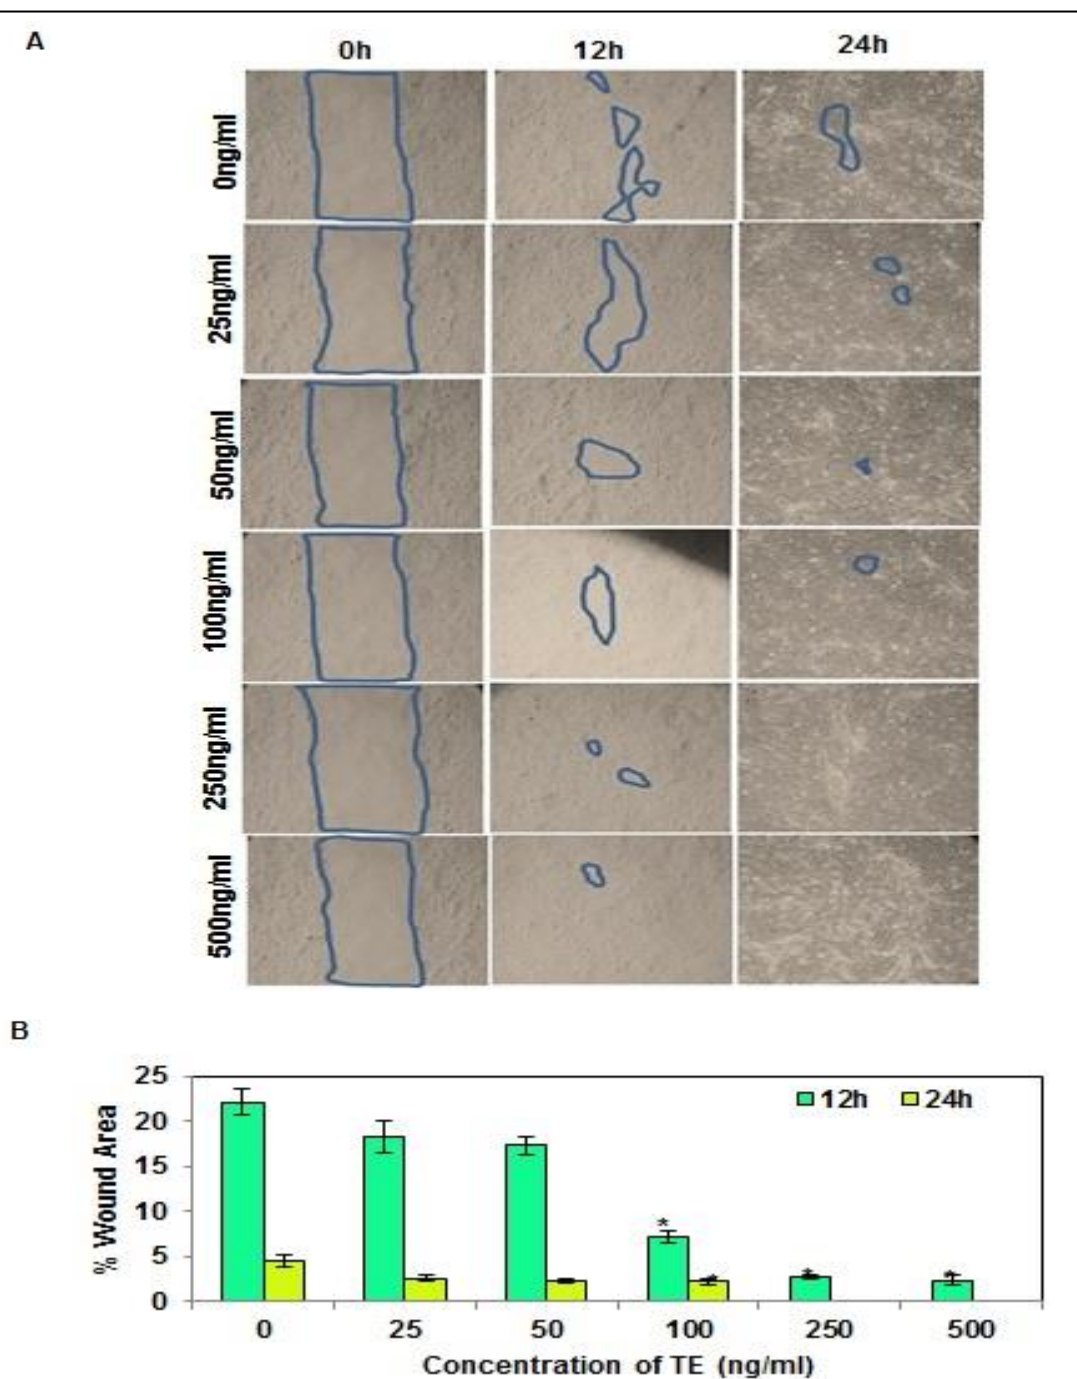 A
0h 12h 24h
0ng/ml
25ng/ml
50ng/ml
100ng/ml
250ng/ml
500ng/ml
B
25
20
15
10
5
0
% Wound Area
12h 24h
*
*
*
*
0 25 50 100 250 500
Concentration of TE (ng/ml)